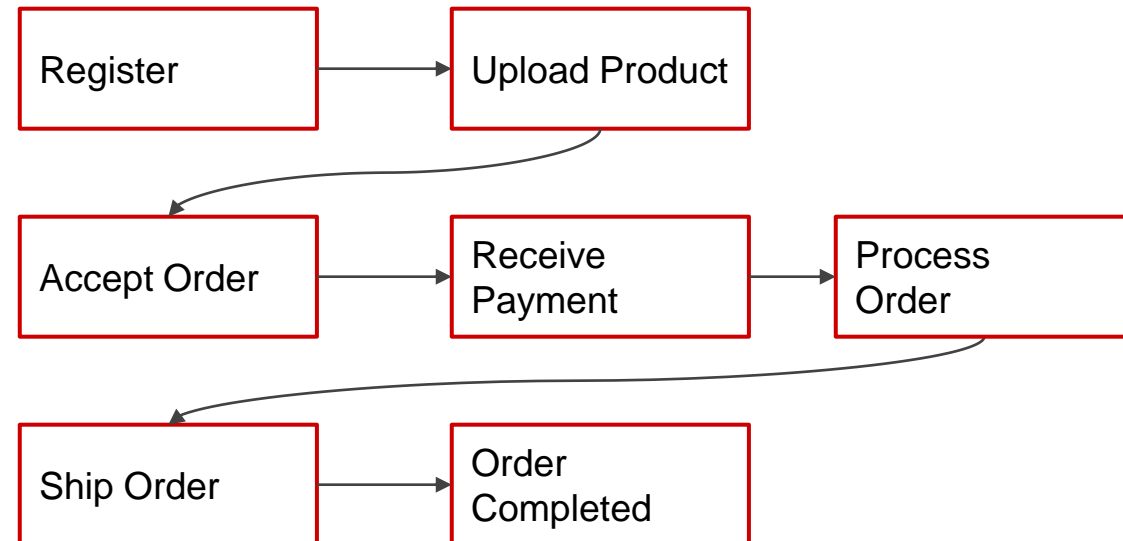 Register
Upload Product
Accept Order
Receive
Payment
Process
Order
Ship Order
Order
Completed